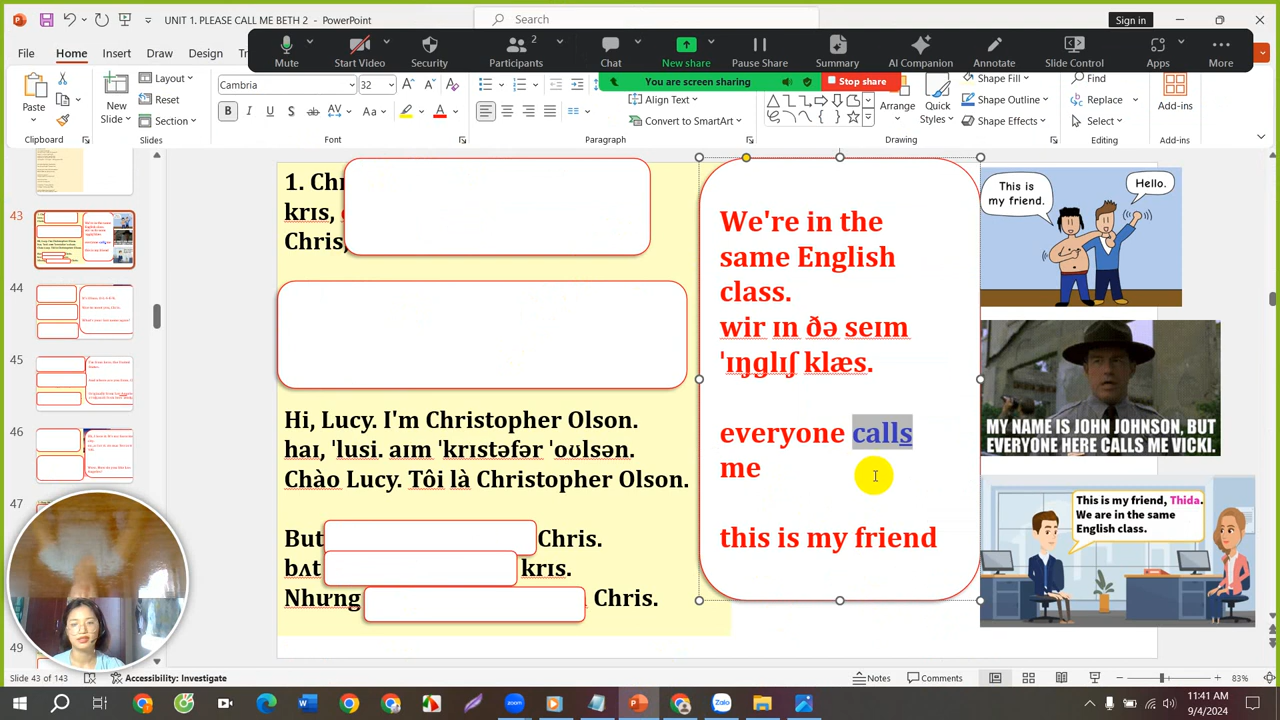 UNIT 1. PLEASE CALL ME BETH 2 - PowerPoint
Search
Sign in
File
Home
Insert
Draw
Design
Mute
Start Video
Security
Participants
2
Chat
New share
Pause Share
Summary
AI Companion
Annotate
Slide Control
Apps
More
You are screen sharing
Stop share
Paste
Clipboard
New
Slide
Layout
Reset
Section
Slides
Cambria
32
Font
Paragraph
Align Text
Convert to SmartArt
Arrange
Quick
Styles
Shape Fill
Shape Outline
Shape Effects
Drawing
Find
Replace
Select
Editing
Add-ins
Add-ins
43
44
45
46
47
49
1. Chr
krɪs,
Chris,
Hi, Lucy. I'm Christopher Olson.
haɪ, ˈlusi. aɪm ˈkrɪstəfər ˈoʊlsən.
Chào Lucy. Tôi là Christopher Olson.
But Chris.
bʌt krɪs.
Nhưng Chris.
We're in the
same English
class.
wir ɪn ðə seɪm
ˈɪŋglɪʃ klæs.
everyone calls
me
this is my friend
This is
my friend.
Hello.
MY NAME IS JOHN JOHNSON, BUT
EVERYONE HERE CALLS ME VICKI.
This is my friend, Thida.
We are in the same
English class.
Slide 43 of 143
Accessibility: Investigate
Notes
Comments
83%
zoom
Zalo
11:41 AM
9/4/2024